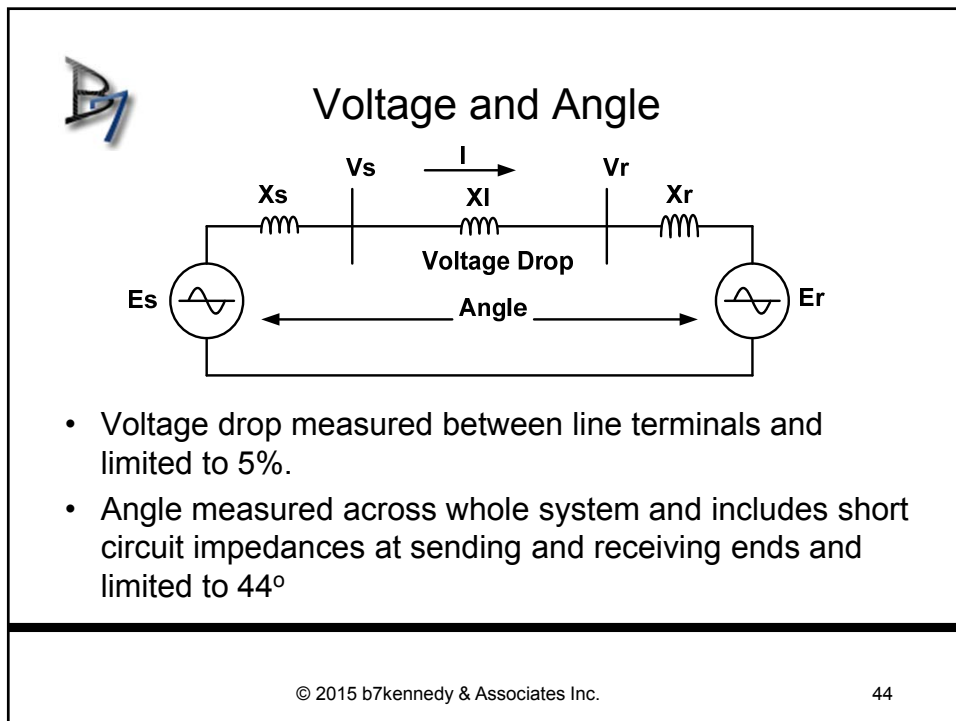 B7
Voltage and Angle
Vs I Vr
Xs Xl Xr
Voltage Drop
Es Angle Er
• Voltage drop measured between line terminals and
limited to 5%.
• Angle measured across whole system and includes short
circuit impedances at sending and receiving ends and
limited to 44º
© 2015 b7kennedy & Associates Inc. 44